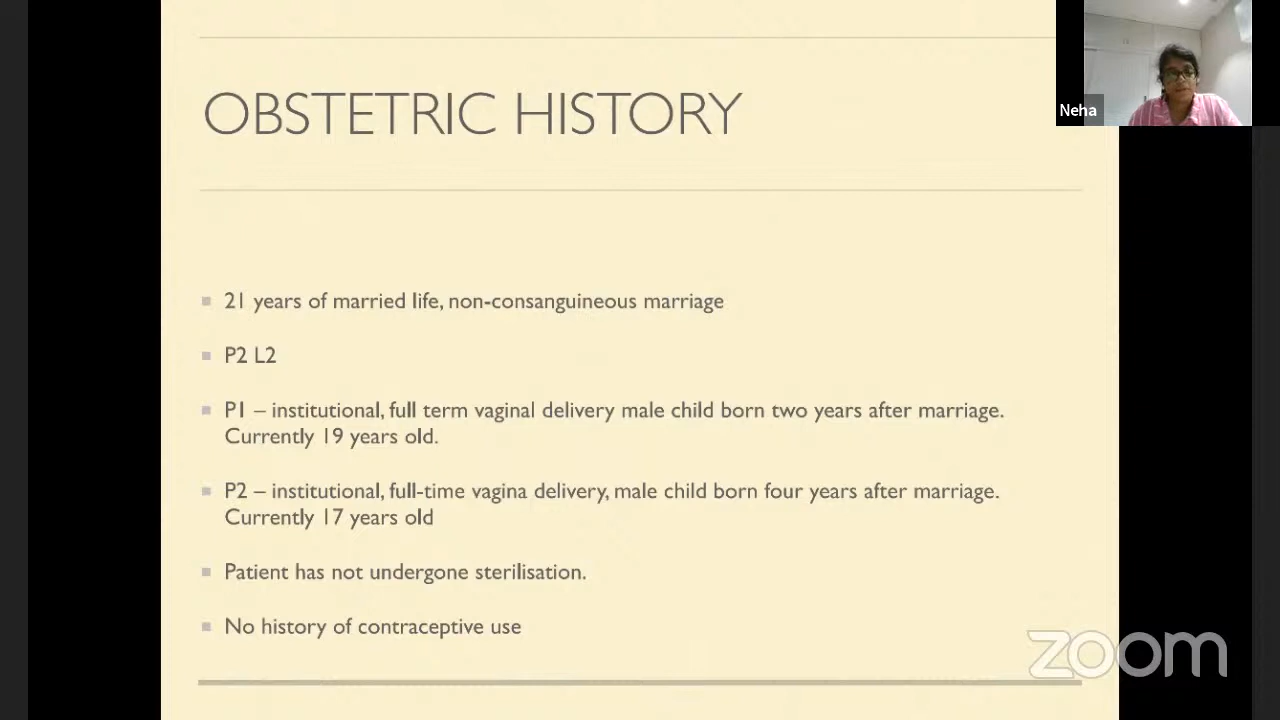 Neha
OBSTETRIC HISTORY
21 years of married life, non-consanguineous marriage
P2 L2
P1 – institutional, full term vaginal delivery male child born two years after marriage.
Currently 19 years old.
P2 – institutional, full-time vagina delivery, male child born four years after marriage.
Currently 17 years old
Patient has not undergone sterilisation.
No history of contraceptive use
zoom